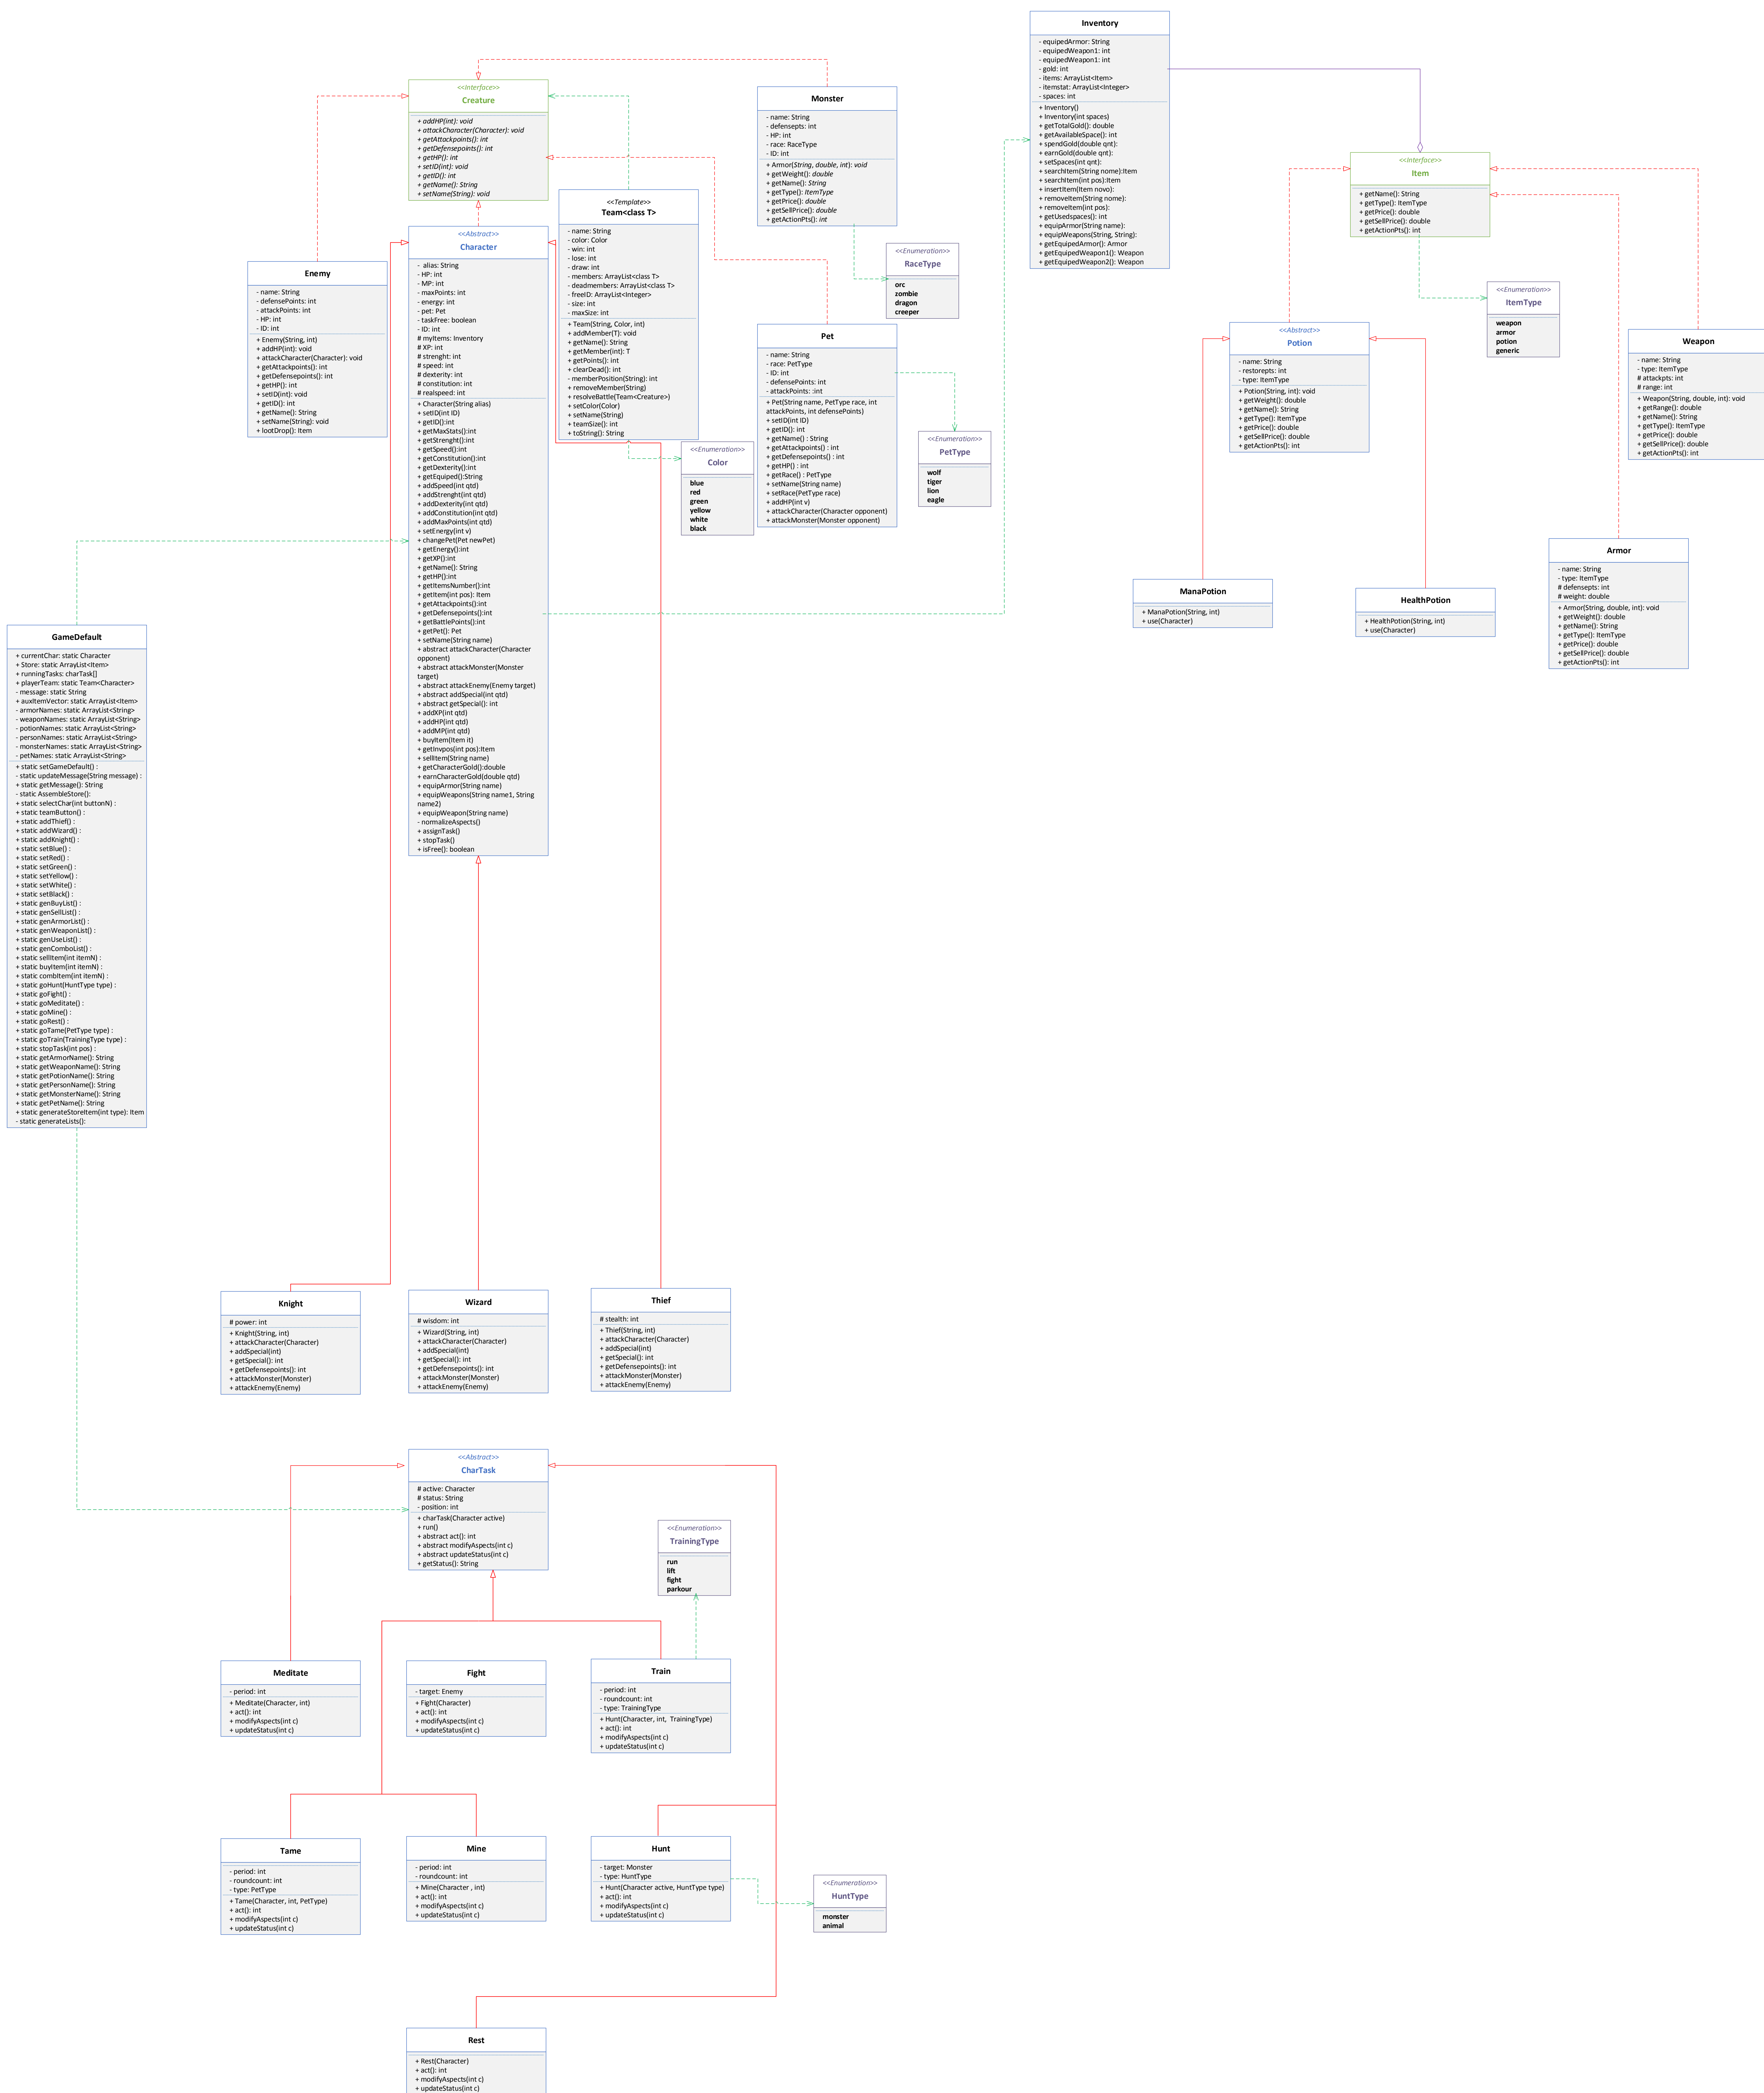 Inventory
- equipedArmor: String
- equipedWeapon1: int
- equipedWeapon1: int
- gold: int
- items: ArrayList<Item>
- itemstat: ArrayList<Integer>
- spaces: int
+ Inventory()
+ Inventory(int spaces)
+ getTotalGold(): double
+ getAvailableSpace(): int
+ spendGold(double qnt):
+ earnGold(double qnt):
+ setSpaces(int qnt):
+ searchItem(String nome):Item
+ searchItem(int pos):Item
+ insertItem(Item novo):
+ removeItem(String nome):
+ removeItem(int pos):
+ getUsedspaces(): int
+ equipArmor(String name):
+ equipWeapons(String, String):
+ getEquipedArmor(): Armor
+ getEquipedWeapon1(): Weapon
+ getEquipedWeapon2(): Weapon
<<Interface>>
Creature
+ addHP(int): void
+ attackCharacter(Character): void
+ getAttackpoints(): int
+ getDefensepoints(): int
+ getHP(): int
+ setID(int): void
+ getID(): int
+ getName(): String
+ setName(String): void
Monster
- name: String
- defensepts: int
- HP: int
- race: RaceType
- ID: int
+ Armor(String, double, int): void
+ getWeight(): double
+ getName(): String
+ getType(): ItemType
+ getPrice(): double
+ getSellPrice(): double
+ getActionPts(): int
<<Interface>>
Item
+ getName(): String
+ getType(): ItemType
+ getPrice(): double
+ getSellPrice(): double
+ getActionPts(): int
<<Template>>
Team<class T>
- name: String
- color: Color
- win: int
- lose: int
- draw: int
- members: ArrayList<class T>
- deadmembers: ArrayList<class T>
- freeID: ArrayList<Integer>
- size: int
- maxSize: int
+ Team(String, Color, int)
+ addMember(T): void
+ getName(): String
+ getMember(int): T
+ getPoints(): int
+ clearDead(): int
- memberPosition(String): int
+ removeMember(String)
+ resolveBattle(Team<Creature>)
+ setColor(Color)
+ setName(String)
+ teamSize(): int
+ toString(): String
<<Abstract>>
Character
- alias: String
- HP: int
- MP: int
- maxPoints: int
- energy: int
- pet: Pet
- taskFree: boolean
- ID: int
# myItems: Inventory
# XP: int
# strenght: int
# speed: int
# dexterity: int
# constitution: int
# realspeed: int
+ Character(String alias)
+ setID(int ID)
+ getID():int
+ getMaxStats():int
+ getStrenght():int
+ getSpeed():int
+ getConstitution():int
+ getDexterity():int
+ getEquiped():String
+ addSpeed(int qtd)
+ addStrenght(int qtd)
+ addDexterity(int qtd)
+ addConstitution(int qtd)
+ addMaxPoints(int qtd)
+ setEnergy(int v)
+ changePet(Pet newPet)
+ getEnergy():int
+ getXP():int
+ getName(): String
+ getHP():int
+ getItemsNumber():int
+ getItem(int pos): Item
+ getAttackpoints():int
+ getDefensepoints():int
+ getBattlePoints():int
+ getPet(): Pet
+ setName(String name)
+ abstract attackCharacter(Character
opponent)
+ abstract attackMonster(Monster
target)
+ abstract attackEnemy(Enemy target)
+ abstract addSpecial(int qtd)
+ abstract getSpecial(): int
+ addXP(int qtd)
+ addHP(int qtd)
+ addMP(int qtd)
+ buyItem(Item it)
+ getInvpos(int pos):Item
+ sellItem(String name)
+ getCharacterGold():double
+ earnCharacterGold(double qtd)
+ equipArmor(String name)
+ equipWeapons(String name1, String
name2)
+ equipWeapon(String name)
- normalizeAspects()
+ assignTask()
+ stopTask()
+ isFree(): boolean
<<Enumeration>>
RaceType
orc
zombie
dragon
creeper
Enemy
- name: String
- defensePoints: int
- attackPoints: int
- HP: int
- ID: int
+ Enemy(String, int)
+ addHP(int): void
+ attackCharacter(Character): void
+ getAttackpoints(): int
+ getDefensepoints(): int
+ getHP(): int
+ setID(int): void
+ getID(): int
+ getName(): String
+ setName(String): void
+ lootDrop(): Item
<<Enumeration>>
ItemType
weapon
armor
potion
generic
<<Abstract>>
Potion
- name: String
- restorepts: int
- type: ItemType
+ Potion(String, int): void
+ getWeight(): double
+ getName(): String
+ getType(): ItemType
+ getPrice(): double
+ getSellPrice(): double
+ getActionPts(): int
Pet
- name: String
- race: PetType
- ID: int
- defensePoints: int
- attackPoints: :int
+ Pet(String name, PetType race, int
attackPoints, int defensePoints)
+ setID(int ID)
+ getID(): int
+ getName() : String
+ getAttackpoints() : int
+ getDefensepoints() : int
+ getHP() : int
+ getRace() : PetType
+ setName(String name)
+ setRace(PetType race)
+ addHP(int v)
+ attackCharacter(Character opponent)
+ attackMonster(Monster opponent)
Weapon
- name: String
- type: ItemType
# attackpts: int
# range: int
+ Weapon(String, double, int): void
+ getRange(): double
+ getName(): String
+ getType(): ItemType
+ getPrice(): double
+ getSellPrice(): double
+ getActionPts(): int
<<Enumeration>>
PetType
wolf
tiger
lion
eagle
<<Enumeration>>
Color
blue
red
green
yellow
white
black
Armor
- name: String
- type: ItemType
# defensepts: int
# weight: double
+ Armor(String, double, int): void
+ getWeight(): double
+ getName(): String
+ getType(): ItemType
+ getPrice(): double
+ getSellPrice(): double
+ getActionPts(): int
ManaPotion
+ ManaPotion(String, int)
+ use(Character)
HealthPotion
+ HealthPotion(String, int)
+ use(Character)
GameDefault
+ currentChar: static Character
+ Store: static ArrayList<Item>
+ runningTasks: charTask[]
+ playerTeam: static Team<Character>
- message: static String
+ auxItemVector: static ArrayList<Item>
- armorNames: static ArrayList<String>
- weaponNames: static ArrayList<String>
- potionNames: static ArrayList<String>
- personNames: static ArrayList<String>
- monsterNames: static ArrayList<String>
- petNames: static ArrayList<String>
+ static setGameDefault() :
- static updateMessage(String message) :
+ static getMessage(): String
- static AssembleStore():
+ static selectChar(int buttonN) :
+ static teamButton() :
+ static addThief() :
+ static addWizard() :
+ static addKnight() :
+ static setBlue() :
+ static setRed() :
+ static setGreen() :
+ static setYellow() :
+ static setWhite() :
+ static setBlack() :
+ static genBuyList() :
+ static genSellList() :
+ static genArmorList() :
+ static genWeaponList() :
+ static genUseList() :
+ static genComboList() :
+ static sellItem(int itemN) :
+ static buyItem(int itemN) :
+ static combItem(int itemN) :
+ static goHunt(HuntType type) :
+ static goFight() :
+ static goMeditate() :
+ static goMine() :
+ static goRest() :
+ static goTame(PetType type) :
+ static goTrain(TrainingType type) :
+ static stopTask(int pos) :
+ static getArmorName(): String
+ static getWeaponName(): String
+ static getPotionName(): String
+ static getPersonName(): String
+ static getMonsterName(): String
+ static getPetName(): String
+ static generateStoreItem(int type): Item
- static generateLists():
Knight
# power: int
+ Knight(String, int)
+ attackCharacter(Character)
+ addSpecial(int)
+ getSpecial(): int
+ getDefensepoints(): int
+ attackMonster(Monster)
+ attackEnemy(Enemy)
Wizard
# wisdom: int
+ Wizard(String, int)
+ attackCharacter(Character)
+ addSpecial(int)
+ getSpecial(): int
+ getDefensepoints(): int
+ attackMonster(Monster)
+ attackEnemy(Enemy)
Thief
# stealth: int
+ Thief(String, int)
+ attackCharacter(Character)
+ addSpecial(int)
+ getSpecial(): int
+ getDefensepoints(): int
+ attackMonster(Monster)
+ attackEnemy(Enemy)
<<Abstract>>
CharTask
# active: Character
# status: String
- position: int
+ charTask(Character active)
+ run()
+ abstract act(): int
+ abstract modifyAspects(int c)
+ abstract updateStatus(int c)
+ getStatus(): String
<<Enumeration>>
TrainingType
run
lift
fight
parkour
Meditate
- period: int
+ Meditate(Character, int)
+ act(): int
+ modifyAspects(int c)
+ updateStatus(int c)
Fight
- target: Enemy
+ Fight(Character)
+ act(): int
+ modifyAspects(int c)
+ updateStatus(int c)
Train
- period: int
- roundcount: int
- type: TrainingType
+ Hunt(Character, int, TrainingType)
+ act(): int
+ modifyAspects(int c)
+ updateStatus(int c)
Tame
- period: int
- roundcount: int
- type: PetType
+ Tame(Character, int, PetType)
+ act(): int
+ modifyAspects(int c)
+ updateStatus(int c)
Mine
- period: int
- roundcount: int
+ Mine(Character , int)
+ act(): int
+ modifyAspects(int c)
+ updateStatus(int c)
Hunt
- target: Monster
- type: HuntType
+ Hunt(Character active, HuntType type)
+ act(): int
+ modifyAspects(int c)
+ updateStatus(int c)
<<Enumeration>>
HuntType
monster
animal
Rest
+ Rest(Character)
+ act(): int
+ modifyAspects(int c)
+ updateStatus(int c)